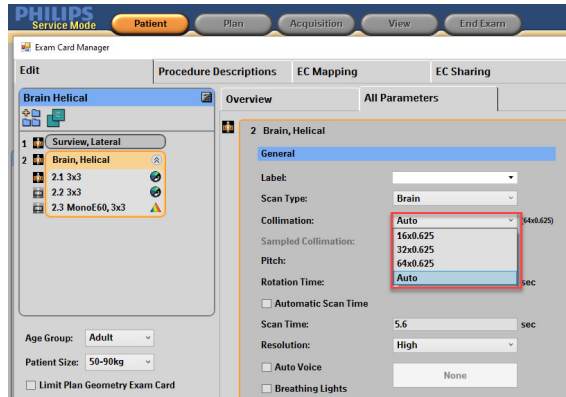 PHILIPS
Service Mode
Patient Plan Acquisition View End Exam
Exam Card Manager
Edit Procedure Descriptions EC Mapping EC Sharing
Brain Helical
Overview All Parameters
1 Surview, Lateral
2 Brain, Helical
2.1 3x3
2.2 3x3
2.3 MonoE60, 3x3
2 Brain, Helical
General
Label:
Scan Type: Brain
Collimation: Auto (64x0.625)
16x0.625
32x0.625
64x0.625
Auto
Sampled Collimation:
Pitch:
Rotation Time: sec
Automatic Scan Time
Scan Time: 5.6 sec
Resolution: High
Auto Voice
None
Breathing Lights
Age Group: Adult
Patient Size: 50-90kg
Limit Plan Geometry Exam Card